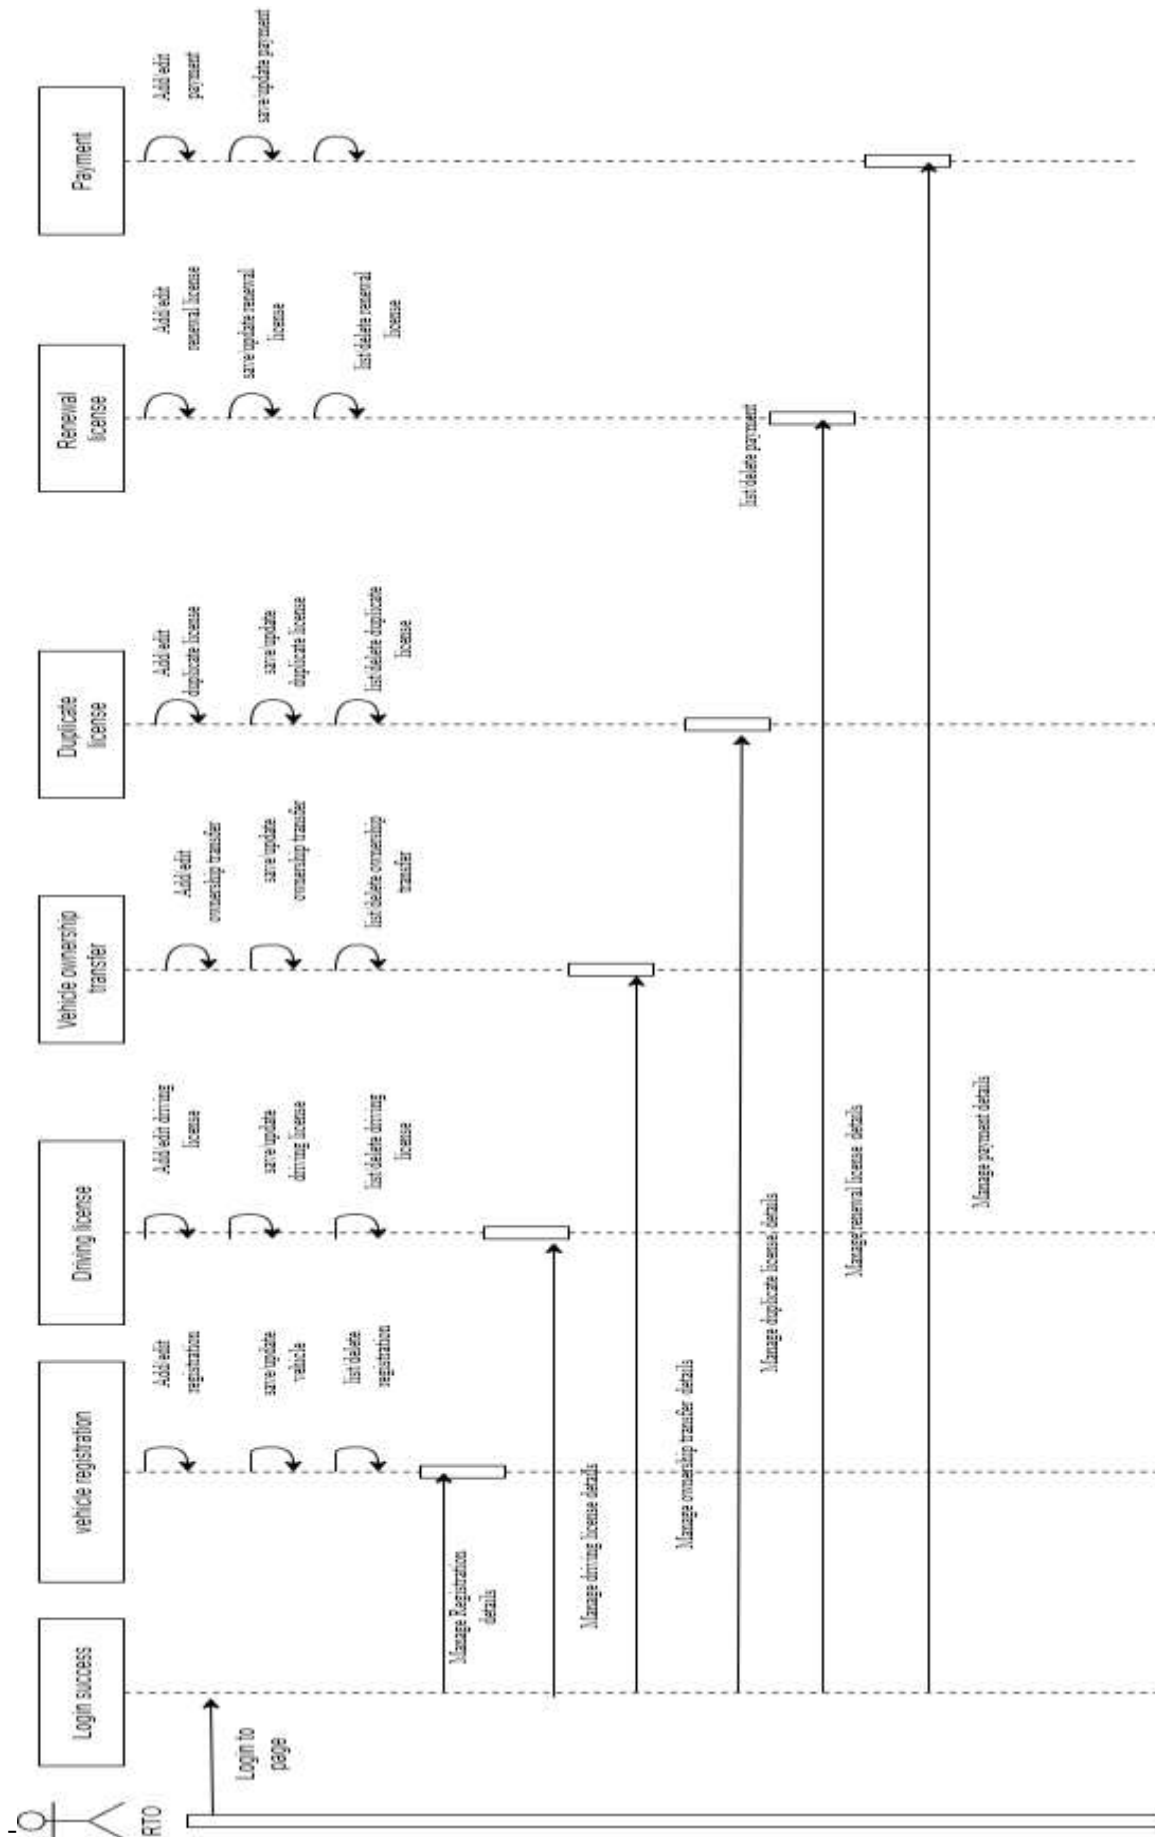 RTO
Login success
vehicle registration
Driving license
Vehicle ownership
transfer
Duplicate
license
Renewal
license
Payment
Login to
page
Add/edit
registration
save/update
vehicle
list/delete
registration
Add/edit driving
license
save/update
driving license
list/delete driving
license
Add/edit
ownership transfer
save/update
ownership transfer
list/delete ownership
transfer
Add/edit
duplicate license
save/update
duplicate license
list/delete duplicate
license
Add/edit
renewal license
save/update renewal
license
list/delete renewal
license
Add/edit
payment
save/update payment
list/delete payment
Manage Registration
details
Manage driving license details
Manage ownership transfer details
Manage duplicate license, details
Manage renewal license details
Manage payment details